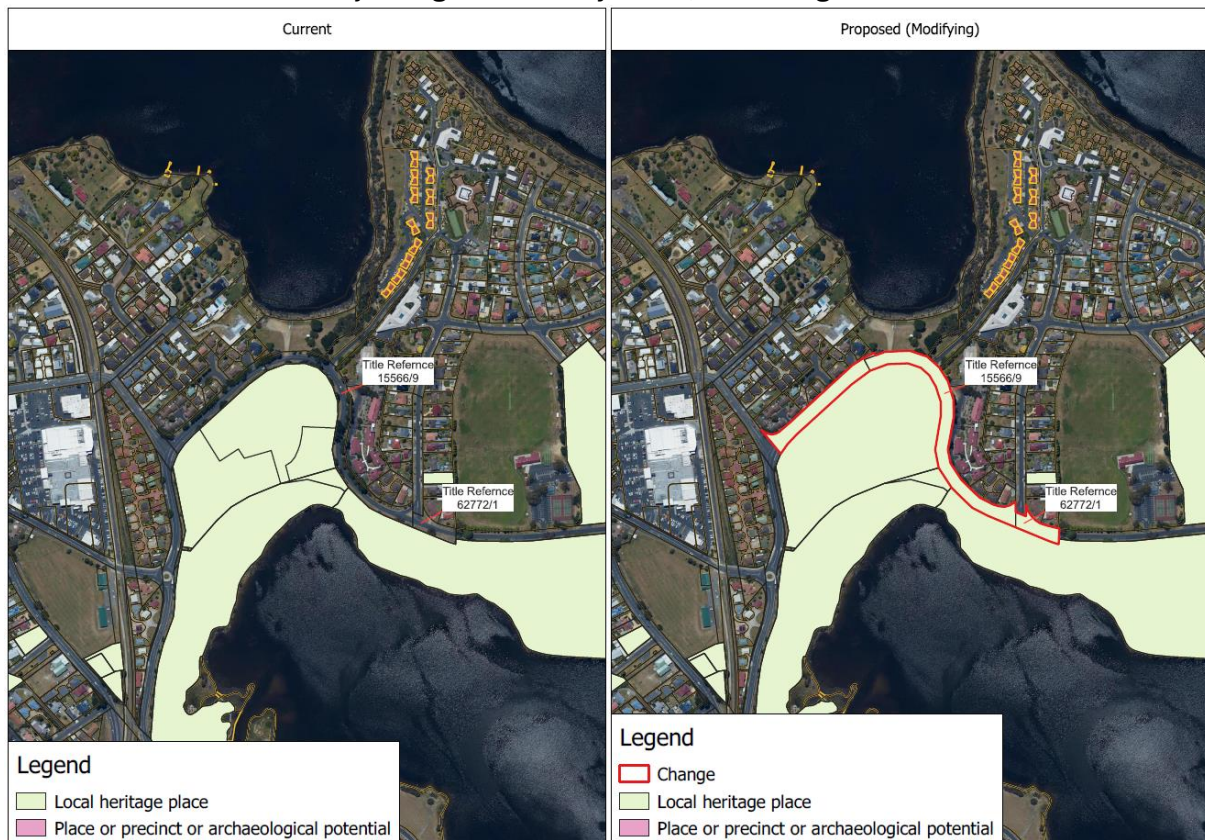 Current
Proposed (Modifying)
Title Refernce
15566/9
Title Refernce
62772/1
Title Refernce
15566/9
Title Refernce
62772/1
Legend
Local heritage place
Place or precinct or archaeological potential
Legend
Change
Local heritage place
Place or precinct or archaeological potential